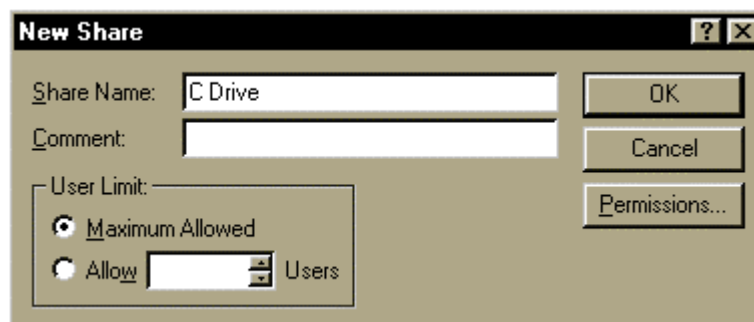 New Share
Share Name: C Drive OK
Comment: Cancel
User Limit: Permissions...
Maximum Allowed
Allow Users